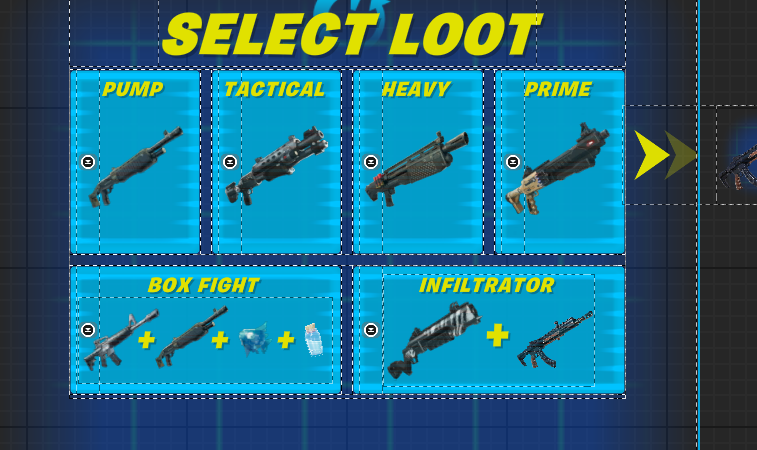 SELECT LOOT
PUMP
TACTICAL
HEAVY
PRIME
BOX FIGHT
INFILTRATOR